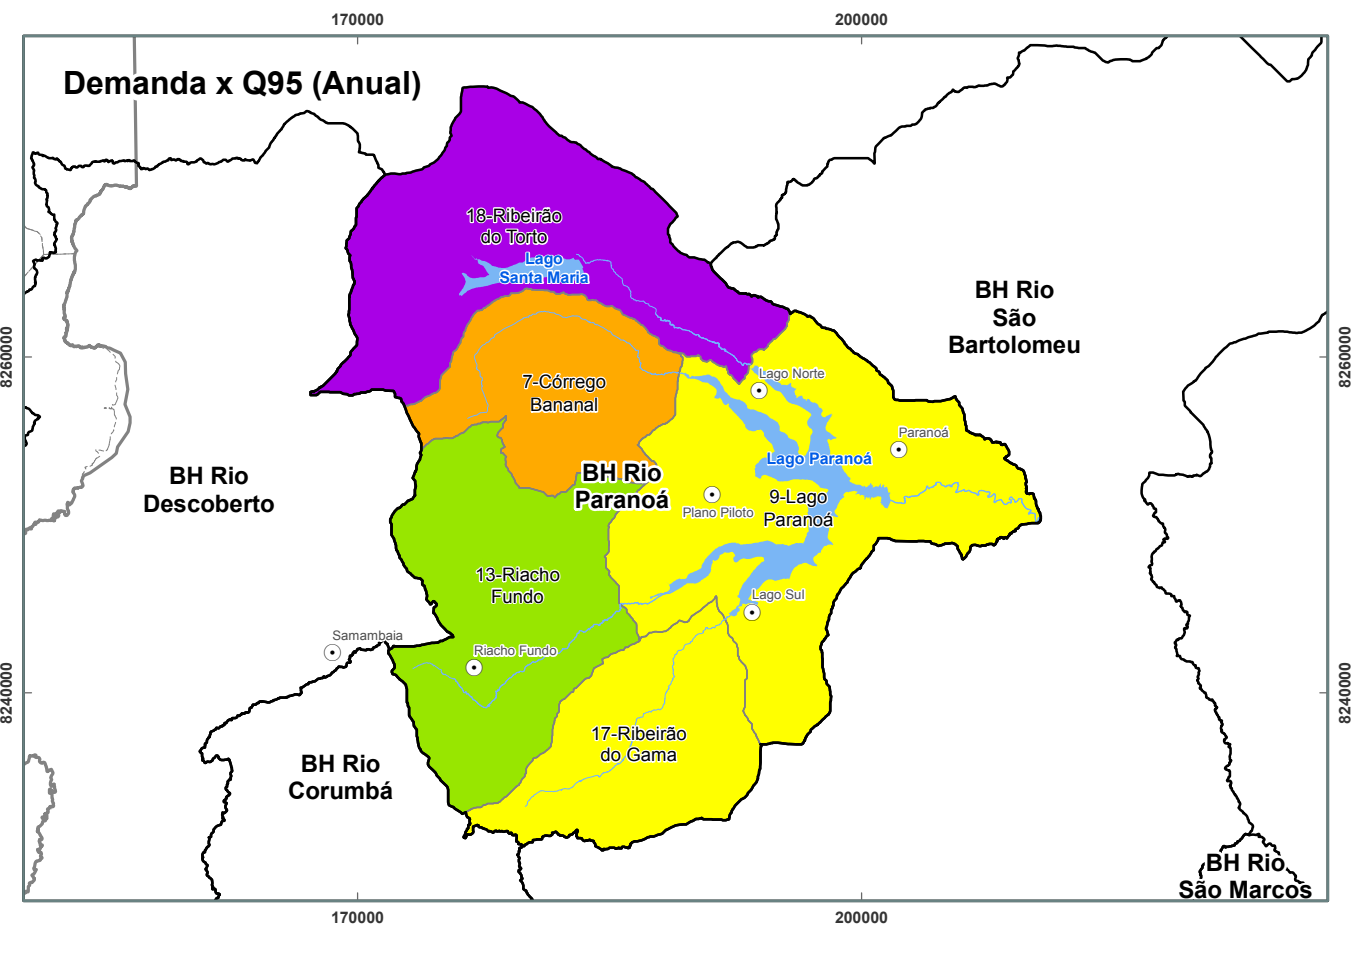 170000
200000
Demanda x Q95 (Anual)
18-Ribeirão
do Torto
Lago
Santa Maria
BH Rio
São
Bartolomeu
8260000
8260000
7-Córrego
Bananal
Lago Norte
Paranoá
Lago Paranoá
BH Rio
Descoberto
BH Rio
Paranoá
9-Lago
Paranoá
Plano Piloto
13-Riacho
Fundo
Lago Sul
Samambaia
Riacho Fundo
8240000
8240000
17-Ribeirão
do Gama
BH Rio
Corumbá
BH Rio
São Marcos
170000
200000